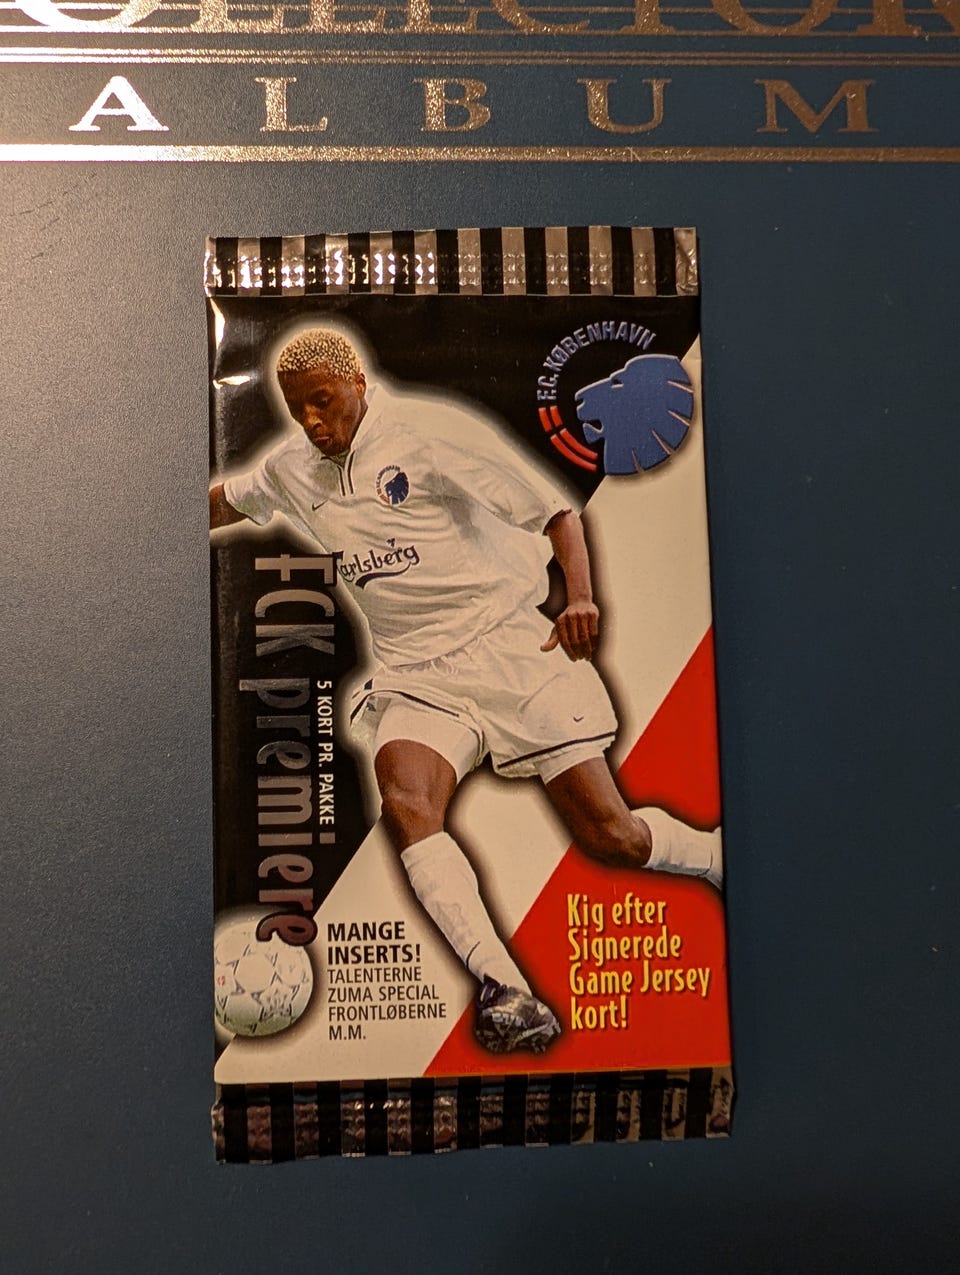 ALBUM
F.C. KØBENHAVN
Carlsberg
FCK premiere
5 KORT PR. PAKKE
MANGE
INSERTS!
TALENTERNE
ZUMA SPECIAL
FRONTLØBERNE
M.M.
Kig efter
Signerede
Game Jersey
kort!